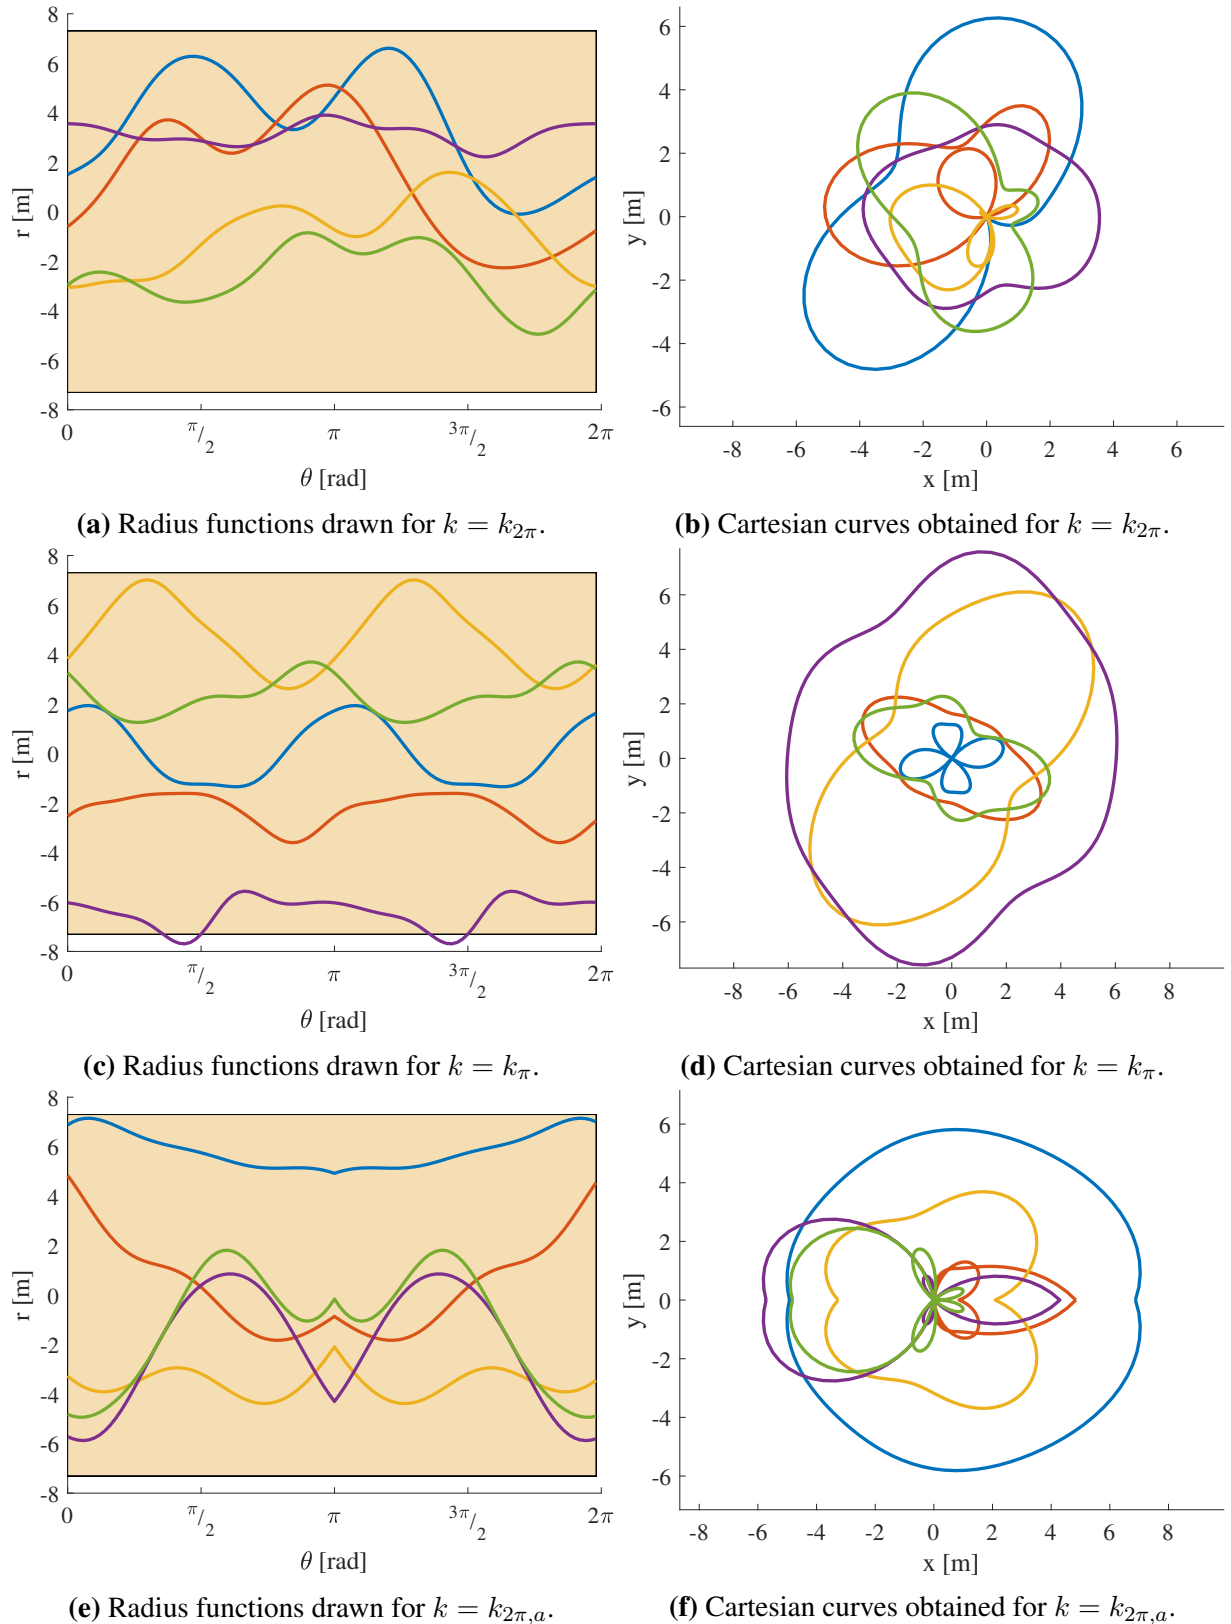 8
6
4
2
0
-2
-4
-6
-8
r [m]
0
π/2
π
3π/2
2π
θ [rad]
6
4
2
0
-2
-4
-6
y [m]
-8 -6 -4 -2 0 2 4 6
x [m]
(a) Radius functions drawn for k = k2π.
(b) Cartesian curves obtained for k = k2π.
8
6
4
2
0
-2
-4
-6
-8
r [m]
0
π/2
π
3π/2
2π
θ [rad]
6
4
2
0
-2
-4
-6
y [m]
-8 -6 -4 -2 0 2 4 6 8
x [m]
(c) Radius functions drawn for k = kπ.
(d) Cartesian curves obtained for k = kπ.
8
6
4
2
0
-2
-4
-6
-8
r [m]
0
π/2
π
3π/2
2π
θ [rad]
6
4
2
0
-2
-4
-6
y [m]
-8 -6 -4 -2 0 2 4 6 8
x [m]
(e) Radius functions drawn for k = k2π,a.
(f) Cartesian curves obtained for k = k2π,a.